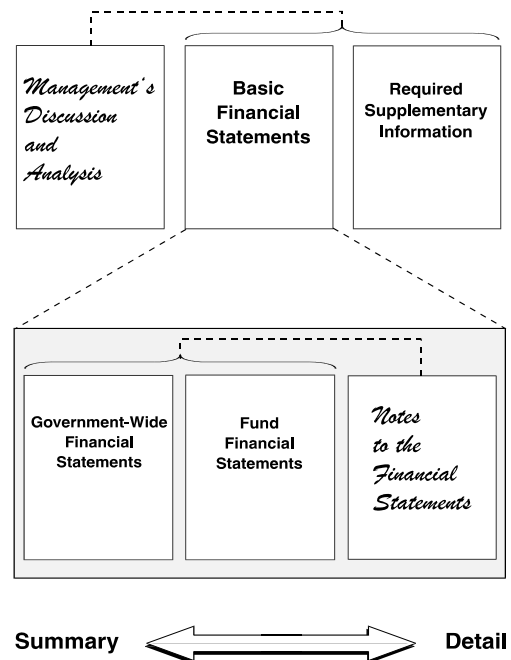 Management's
Discussion
and
Analysis
Basic
Financial
Statements
Required
Supplementary
Information
Government-Wide
Financial
Statements
Fund
Financial
Statements
Notes
to the
Financial
Statements
Summary
Detail